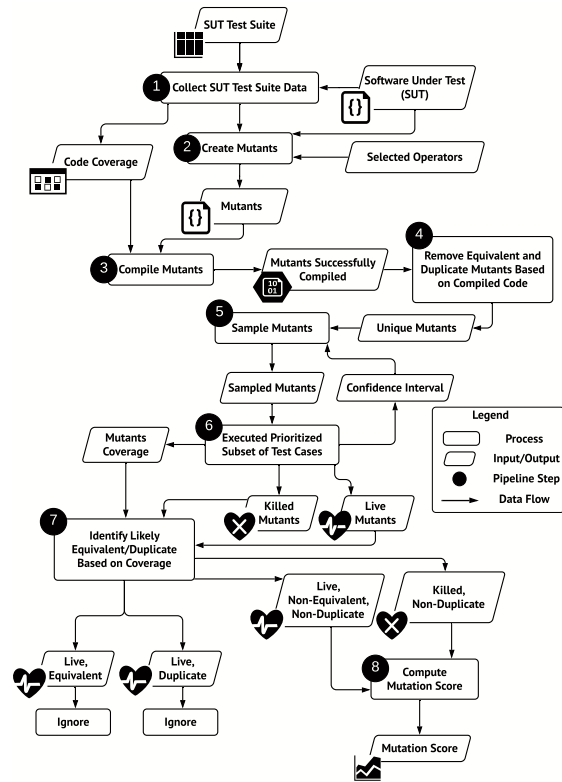 SUT Test Suite
1
Collect SUT Test Suite Data
Software Under Test
(SUT)
{}
2
Create Mutants
Selected Operators
Code Coverage
Mutants
{}
3
Compile Mutants
Mutants Successfully
Compiled
10
01
4
Remove Equivalent and
Duplicate Mutants Based
on Compiled Code
5
Sample Mutants
Unique Mutants
Sampled Mutants
Confidence Interval
6
Executed Prioritized
Subset of Test Cases
Mutants
Coverage
Legend
Process
Input/Output
Pipeline Step
Data Flow
Killed
Mutants
Live
Mutants
7
Identify Likely
Equivalent/Duplicate
Based on Coverage
Live,
Non-Equivalent,
Non-Duplicate
Killed,
Non-Duplicate
Live,
Equivalent
Live,
Duplicate
8
Compute
Mutation Score
Ignore
Ignore
Mutation Score